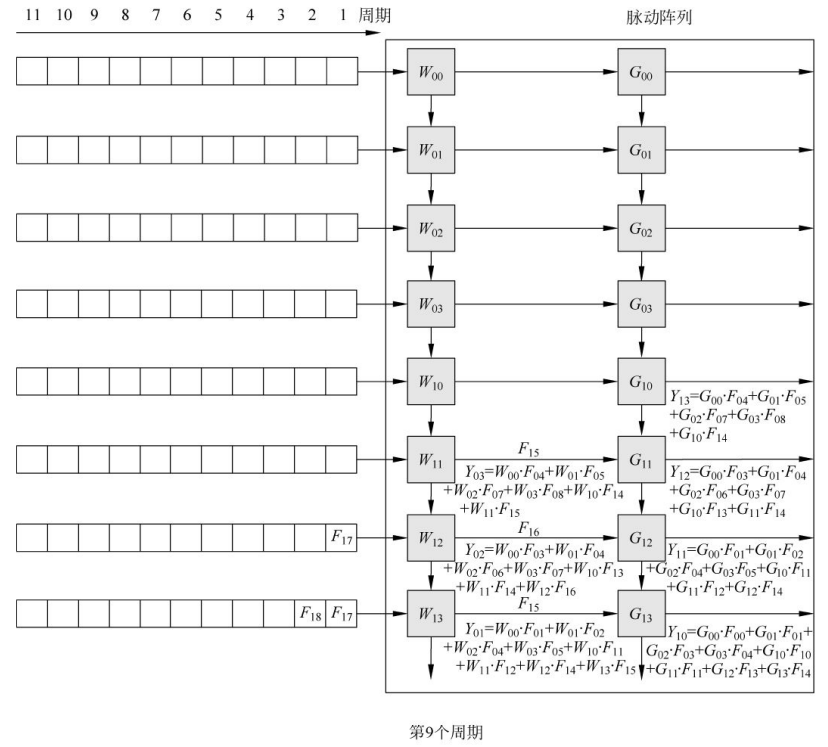 11 10 9 8 7 6 5 4 3 2 1 周期
脉动阵列
W₀₀ G₀₀
W₀₁ G₀₁
W₀₂ G₀₂
W₀₃ G₀₃
W₁₀ G₁₀
Y₁₃=G₀₀·F₀₄+G₀₁·F₀₅
+G₀₂·F₀₇+G₀₃·F₀₈
+G₁₀·F₁₄
W₁₁ F₁₅ G₁₁
Y₀₃=W₀₀·F₀₄+W₀₁·F₀₅
+W₀₂·F₀₇+W₀₃·F₀₈+W₁₀·F₁₄
+W₁₁·F₁₅
Y₁₂=G₀₀·F₀₃+G₀₁·F₀₄
+G₀₂·F₀₆+G₀₃·F₀₇
+G₁₀·F₁₃+G₁₁·F₁₄
F₁₇ W₁₂ F₁₆ G₁₂
Y₀₂=W₀₀·F₀₃+W₀₁·F₀₄
+W₀₂·F₀₆+W₀₃·F₀₇+W₁₀·F₁₃
+W₁₁·F₁₄+W₁₂·F₁₆
Y₁₁=G₀₀·F₀₁+G₀₁·F₀₂
+G₀₂·F₀₄+G₀₃·F₀₅+G₁₀·F₁₁
+G₁₁·F₁₂+G₁₂·F₁₄
F₁₈ F₁₇ W₁₃ F₁₅ G₁₃
Y₀₁=W₀₀·F₀₁+W₀₁·F₀₂
+W₀₂·F₀₄+W₀₃·F₀₅+W₁₀·F₁₁
+W₁₁·F₁₂+W₁₂·F₁₄+W₁₃·F₁₅
Y₁₀=G₀₀·F₀₀+G₀₁·F₀₁+
G₀₂·F₀₃+G₀₃·F₀₄+G₁₀·F₁₀
+G₁₁·F₁₁+G₁₂·F₁₃+G₁₃·F₁₄
第9个周期